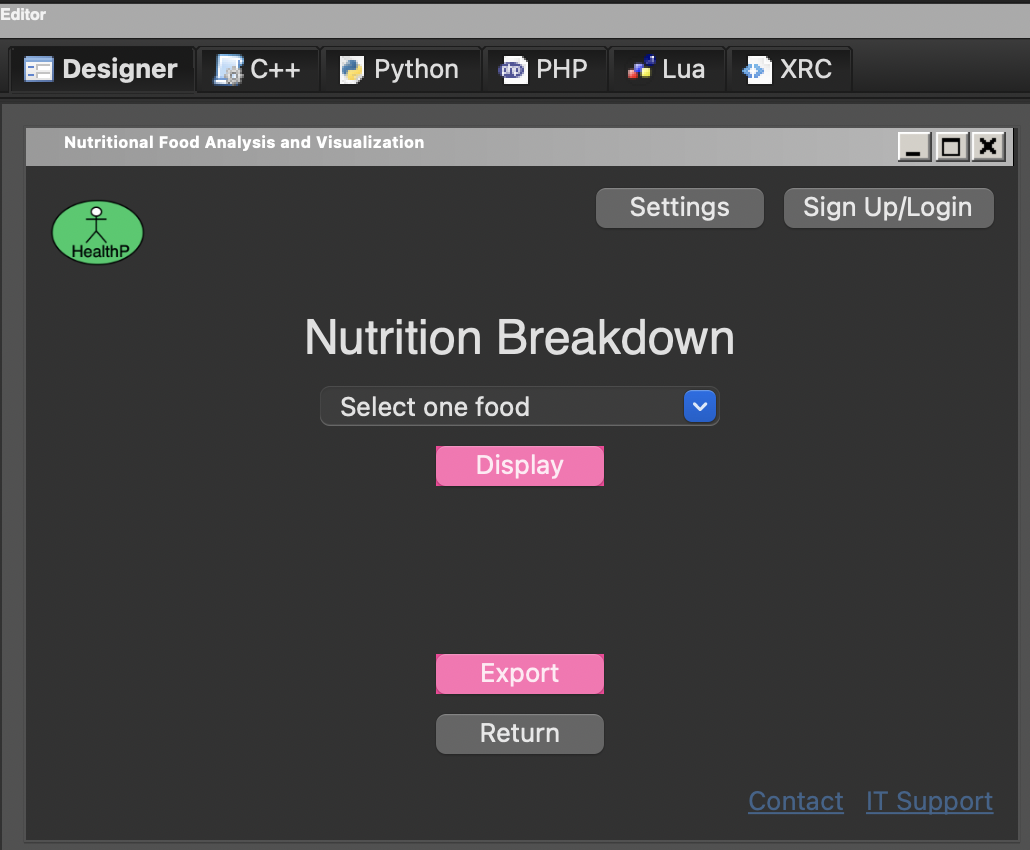 Editor
Designer C++ Python PHP Lua XRC
Nutritional Food Analysis and Visualization
Settings Sign Up/Login
HealthP
Nutrition Breakdown
Select one food
Display
Export
Return
Contact IT Support